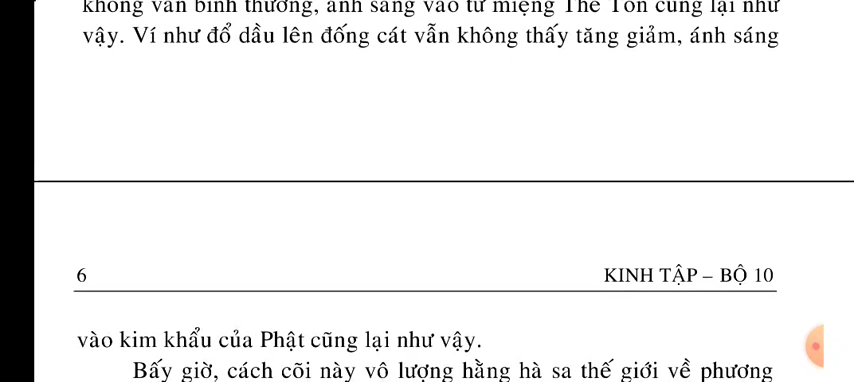 không vẫn bình thường, ánh sáng vào từ miệng Thế Tôn cũng lại như
vậy. Ví như đổ dầu lên đống cát vẫn không thấy tăng giảm, ánh sáng
6 KINH TẬP – BỘ 10
vào kim khẩu của Phật cũng lại như vậy.
Bấy giờ, cách cõi này vô lượng hằng hà sa thế giới về phương